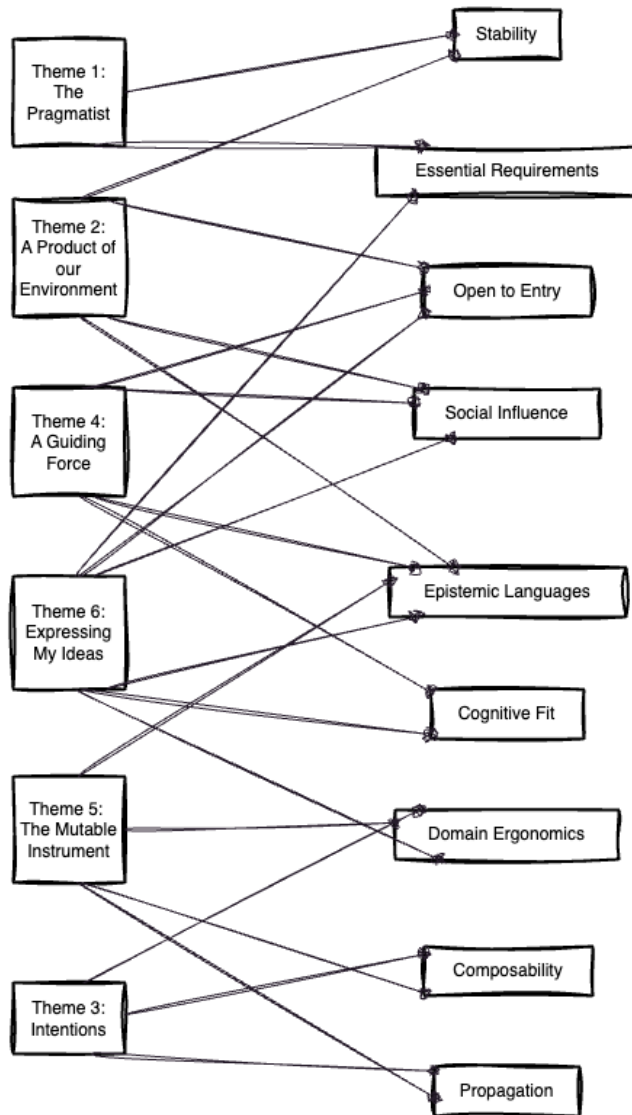 Theme 1:
The
Pragmatist
Theme 2:
A Product of
our
Environment
Theme 4:
A Guiding
Force
Theme 6:
Expressing
My Ideas
Theme 5:
The Mutable
Instrument
Theme 3:
Intentions
Stability
Essential Requirements
Open to Entry
Social Influence
Epistemic Languages
Cognitive Fit
Domain Ergonomics
Composability
Propagation